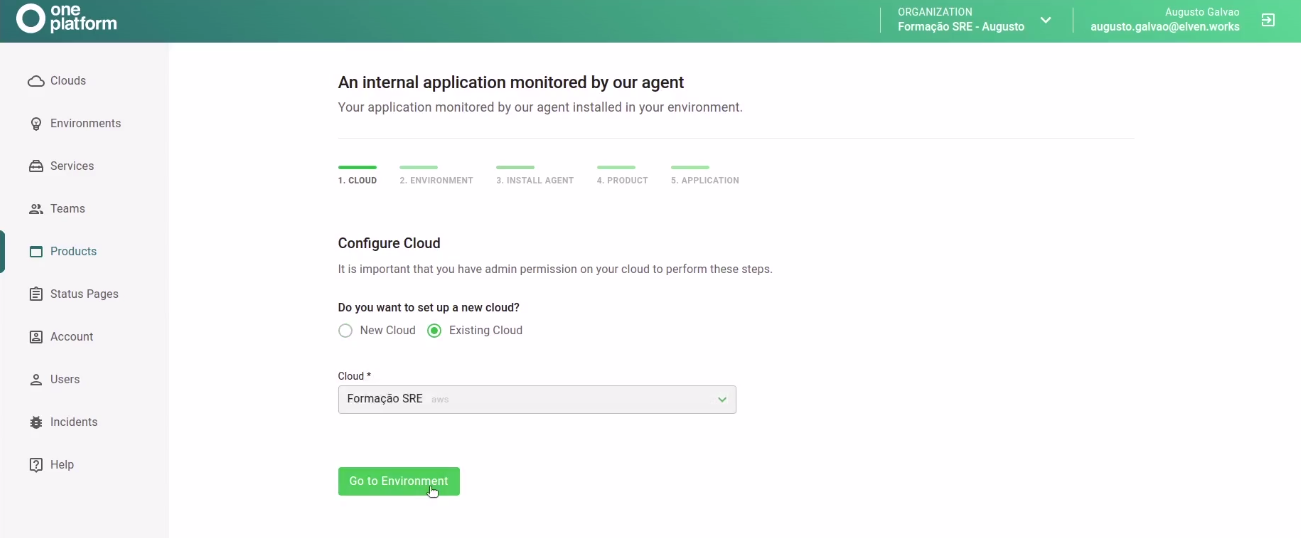 one
platform
ORGANIZATION
Formação SRE - Augusto
Augusto Galvao
augusto.galvao@elven.works
Clouds
Environments
Services
Teams
Products
Status Pages
Account
Users
Incidents
Help
An internal application monitored by our agent
Your application monitored by our agent installed in your environment.
1. CLOUD 2. ENVIRONMENT 3. INSTALL AGENT 4. PRODUCT 5. APPLICATION
Configure Cloud
It is important that you have admin permission on your cloud to perform these steps.
Do you want to set up a new cloud?
New Cloud Existing Cloud
Cloud *
Formação SRE aws
Go to Environment